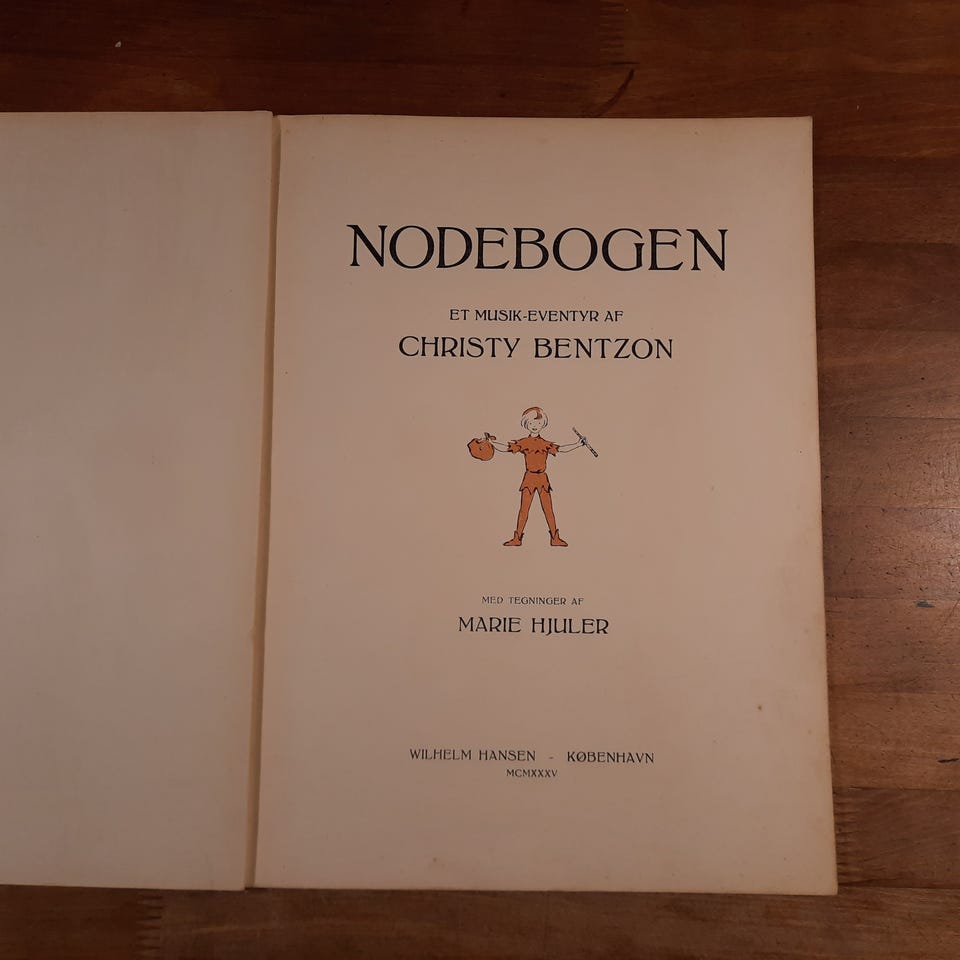 NODEBOGEN
ET MUSIK-EVENTYR AF
CHRISTY BENTZON
MED TEGNINGER AF
MARIE HJULER
WILHELM HANSEN - KØBENHAVN
MCMXXXV